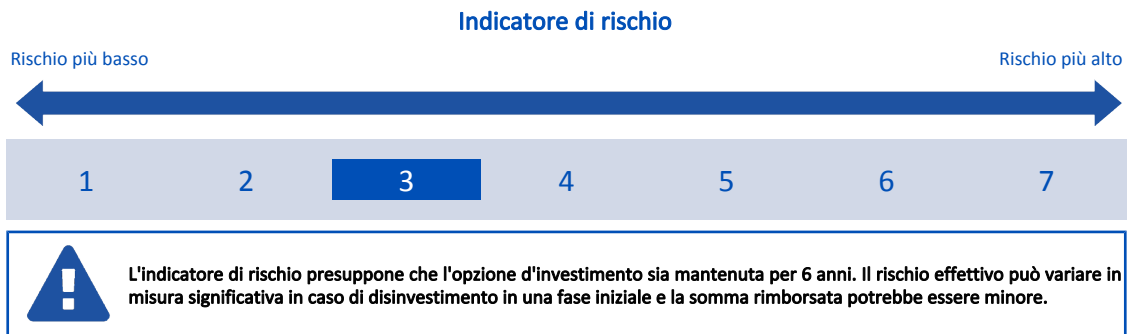 Indicatore di rischio
Rischio più basso
Rischio più alto
1 2 3 4 5 6 7
L'indicatore di rischio presuppone che l'opzione d'investimento sia mantenuta per 6 anni. Il rischio effettivo può variare in
misura significativa in caso di disinvestimento in una fase iniziale e la somma rimborsata potrebbe essere minore.